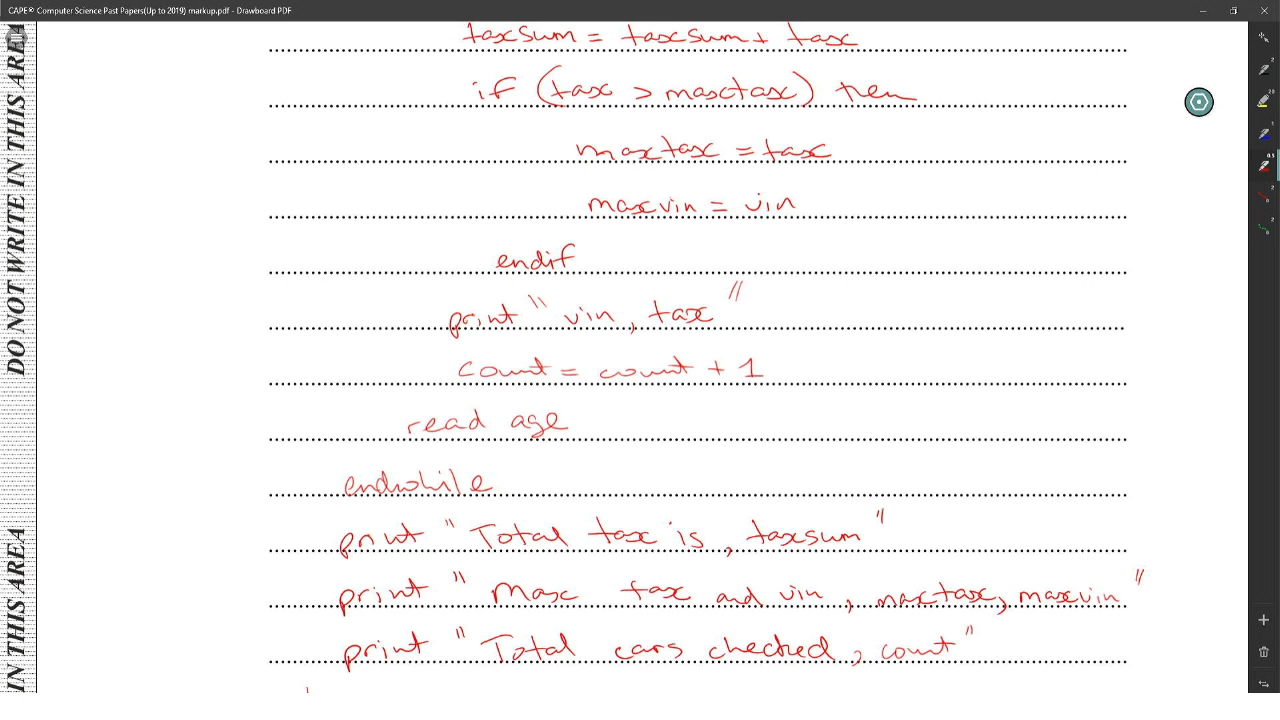 CAPE® Computer Science Past Papers(Up to 2019) markup.pdf - Drawboard PDF
DO NOT WRITE IN THIS AREA
IN THIS AREA
taxsum = taxsum + tax
if (tax > maxtax) then
maxtax = tax
maxvin = vin
endif
print "vin, tax"
count = count + 1
read age
endwhile
print "Total tax is, taxsum"
print "Max tax and vin, maxtax, maxvin"
print "Total cars checked, count"